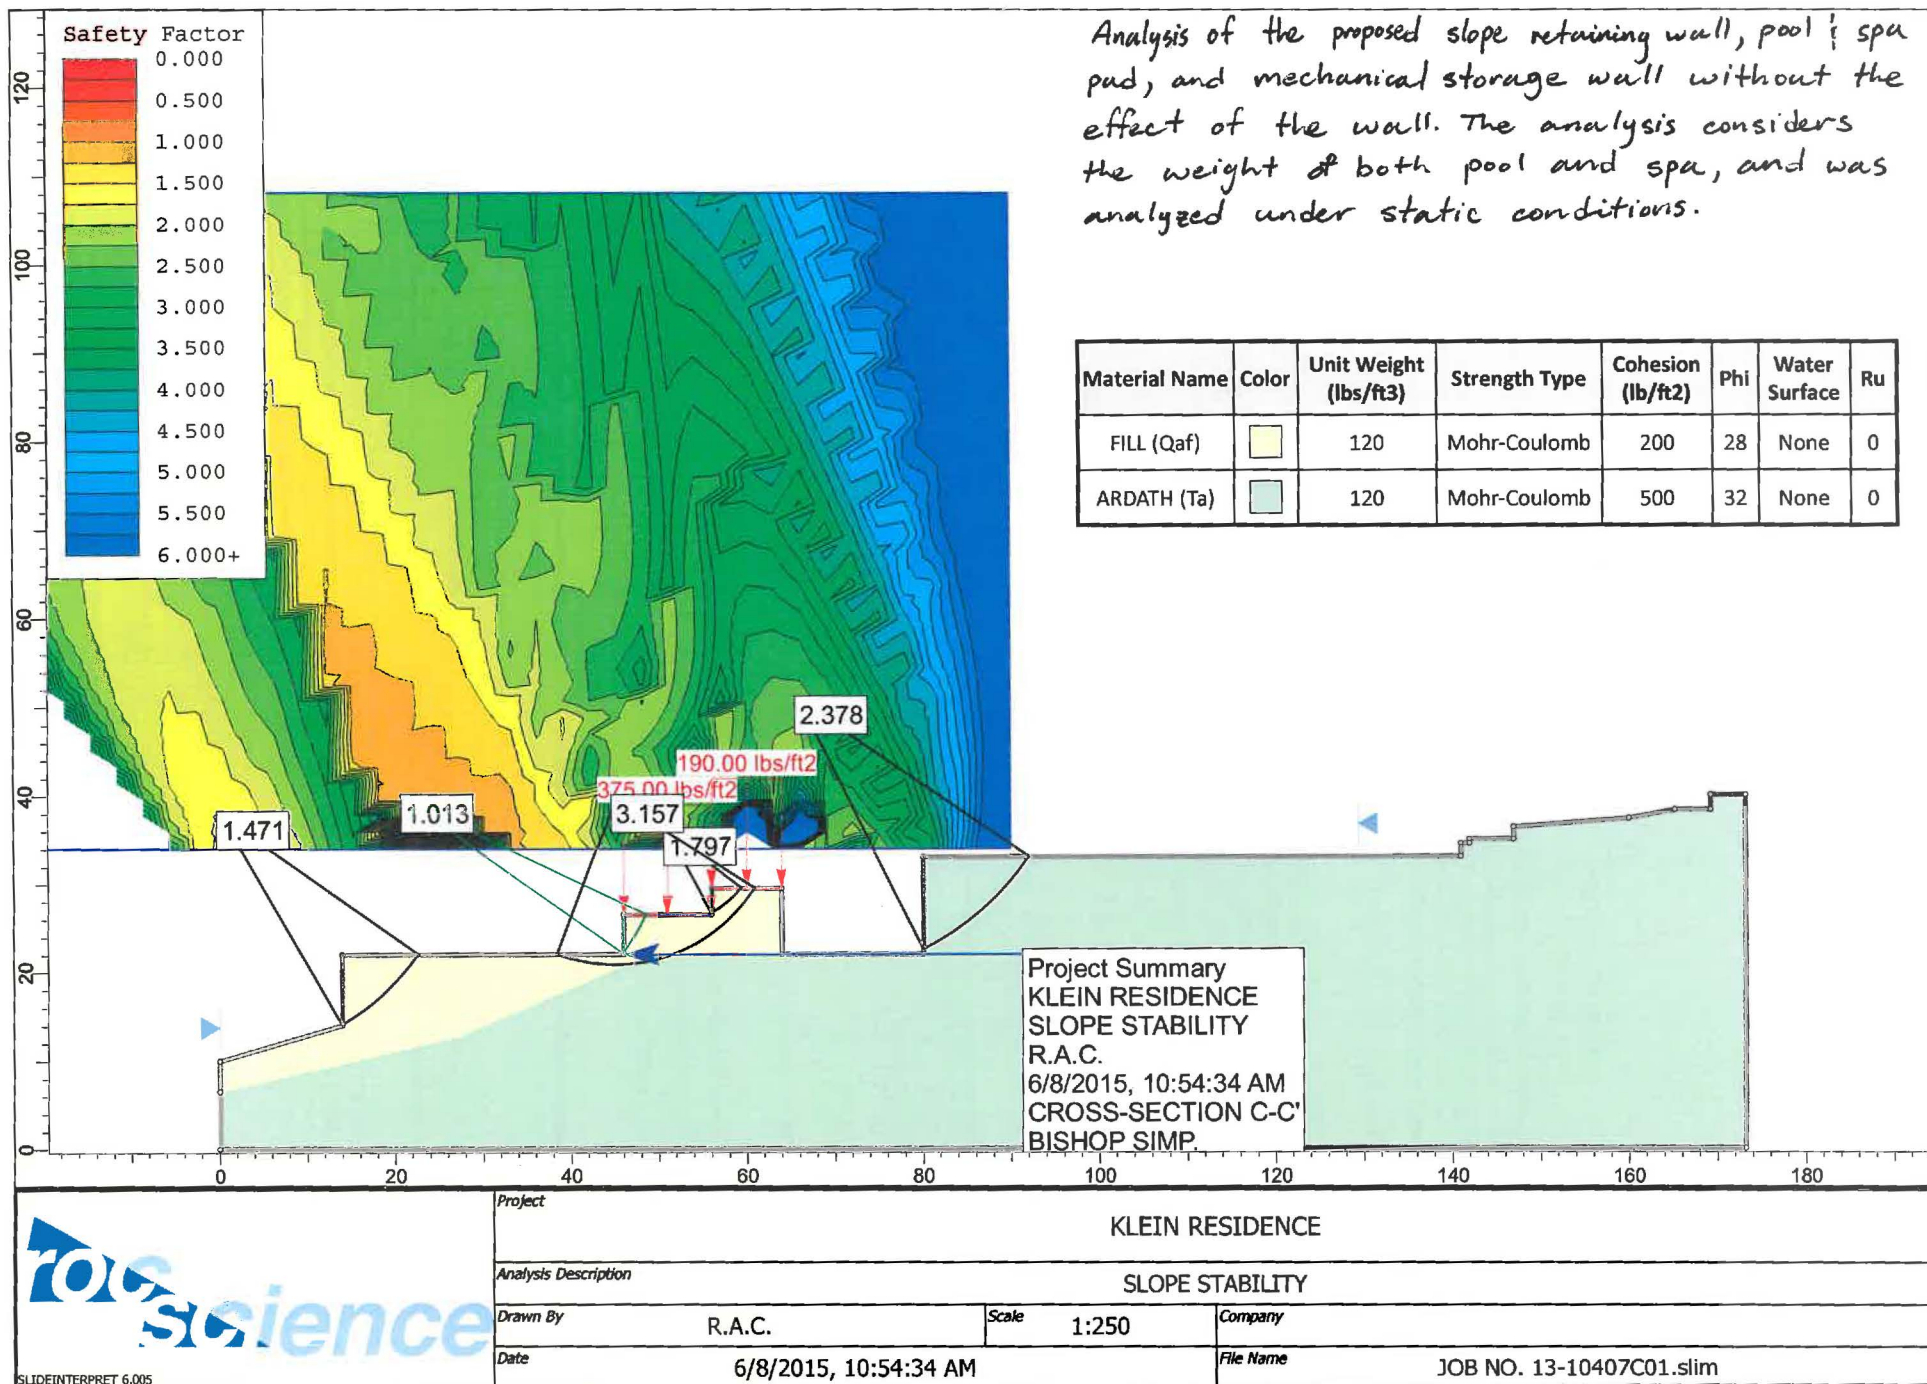 Safety Factor
0.000
0.500
1.000
1.500
2.000
2.500
3.000
3.500
4.000
4.500
5.000
5.500
6.000+
Analysis of the proposed slope retaining wall, pool & spa
pad, and mechanical storage wall without the
effect of the wall. The analysis considers
the weight of both pool and spa, and was
analyzed under static conditions.
Material Name Color Unit Weight (lbs/ft3) Strength Type Cohesion (lb/ft2) Phi Water Surface Ru
FILL (Qaf) 120 Mohr-Coulomb 200 28 None 0
ARDATH (Ta) 120 Mohr-Coulomb 500 32 None 0
120
100
80
60
40
20
0
2.378
190.00 lbs/ft2
375.00 lbs/ft2
1.471
1.013
3.157
1.797
Project Summary
KLEIN RESIDENCE
SLOPE STABILITY
R.A.C.
6/8/2015, 10:54:34 AM
CROSS-SECTION C-C'
BISHOP SIMP.
0 20 40 60 80 100 120 140 160 180
rocscience
SLIDEINTERPRET 6.005
Project
KLEIN RESIDENCE
Analysis Description
SLOPE STABILITY
Drawn By R.A.C. Scale 1:250 Company
Date 6/8/2015, 10:54:34 AM File Name JOB NO. 13-10407C01.slim